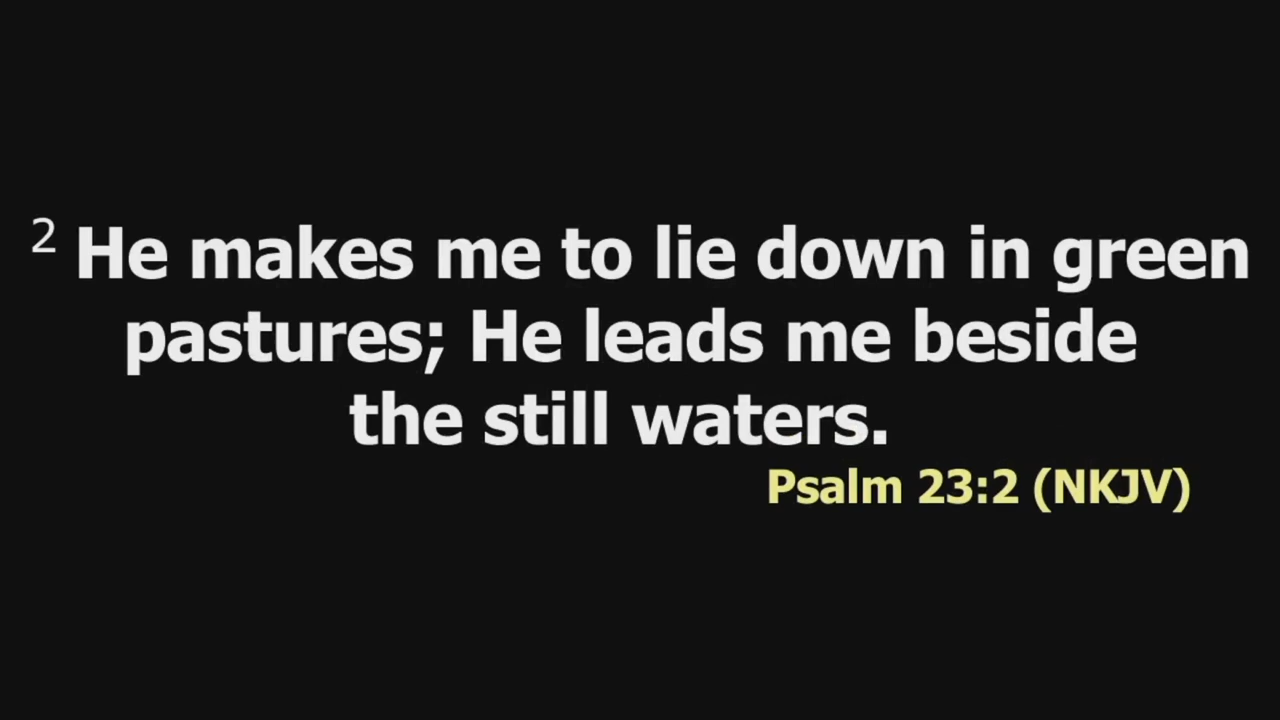 2 He makes me to lie down in green
pastures; He leads me beside
the still waters.
Psalm 23:2 (NKJV)